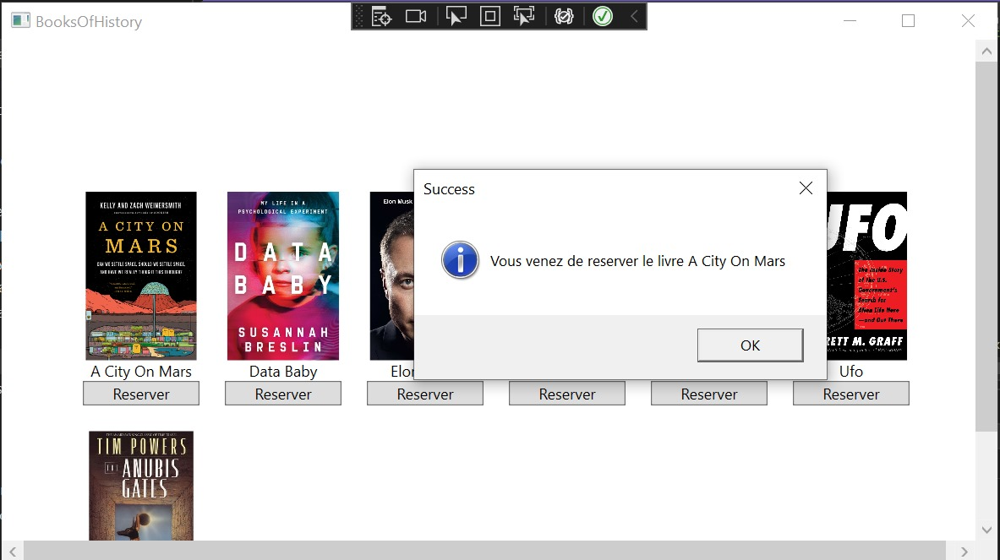 BooksOfHistory
Success
Vous venez de reserver le livre A City On Mars
OK
KELLY AND ZACH WEINERSMITH
A CITY ON
MARS
CAN WE SETTLE SPACE, SHOULD WE SETTLE SPACE,
AND HAVE WE REALLY THOUGHT THIS THROUGH?
A City On Mars
Reserver
MY LIFE IN A
PSYCHOLOGICAL EXPERIMENT
DATA
BABY
SUSANNAH
BRESLIN
Data Baby
Reserver
Elon Musk
Elon
Reserver
Reserver
Reserver
UFO
The Inside Story
of the U.S.
Government's
Search for
Alien Life Here
—and Out There
RETT M. GRAFF
Ufo
Reserver
TIM POWERS
THE ANUBIS
GATES